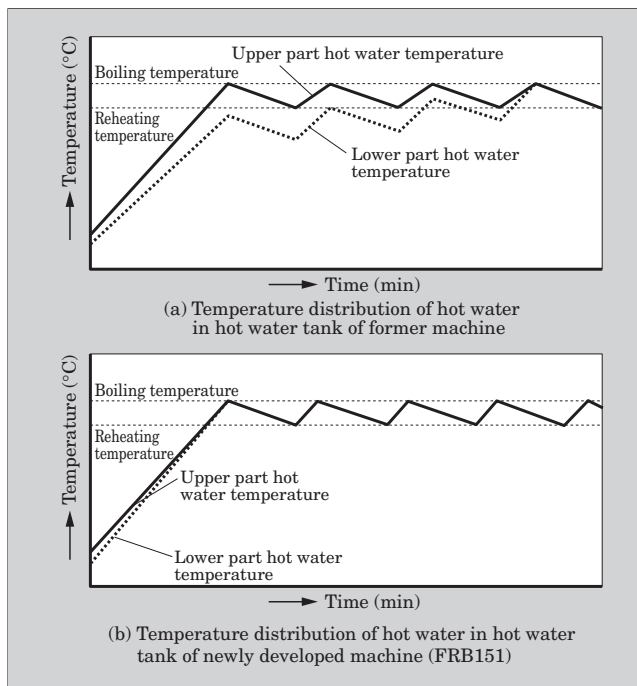 Temperature (°C)
Upper part hot water temperature
Boiling temperature
Reheating
temperature
Lower part hot water
temperature
Time (min)
(a) Temperature distribution of hot water
in hot water tank of former machine
Temperature (°C)
Boiling temperature
Reheating
temperature
Upper part hot
water temperature
Lower part hot water
temperature
Time (min)
(b) Temperature distribution of hot water in hot water
tank of newly developed machine (FRB151)